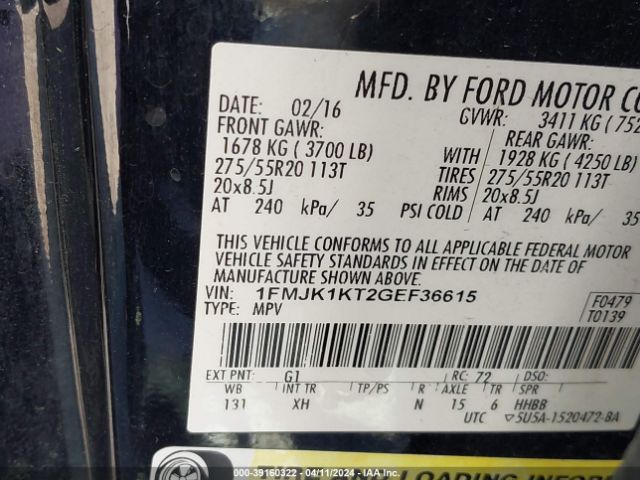 MFD. BY FORD MOTOR CO
DATE: 02/16 GVWR: 3411 KG ( 752
FRONT GAWR: REAR GAWR:
1678 KG ( 3700 LB) WITH 1928 KG ( 4250 LB)
275/55R20 113T TIRES 275/55R20 113T
20x8.5J RIMS 20x8.5J
AT 240 kPa/ 35 PSI COLD AT 240 kPa/ 35
THIS VEHICLE CONFORMS TO ALL APPLICABLE FEDERAL MOTOR
VEHICLE SAFETY STANDARDS IN EFFECT ON THE DATE OF
MANUFACTURE SHOWN ABOVE.
VIN: 1FMJK1KT2GEF36615 F0479
TYPE: MPV T0139
EXT PNT: G1 RC: 72 DSO:
WB INT TR TP/PS R AXLE TR SPR
131 XH N 15 6 HHBB
UTC 5U5A-1520472-BA
LOADING
000-39160322 - 04/11/2024 - IAA Inc.